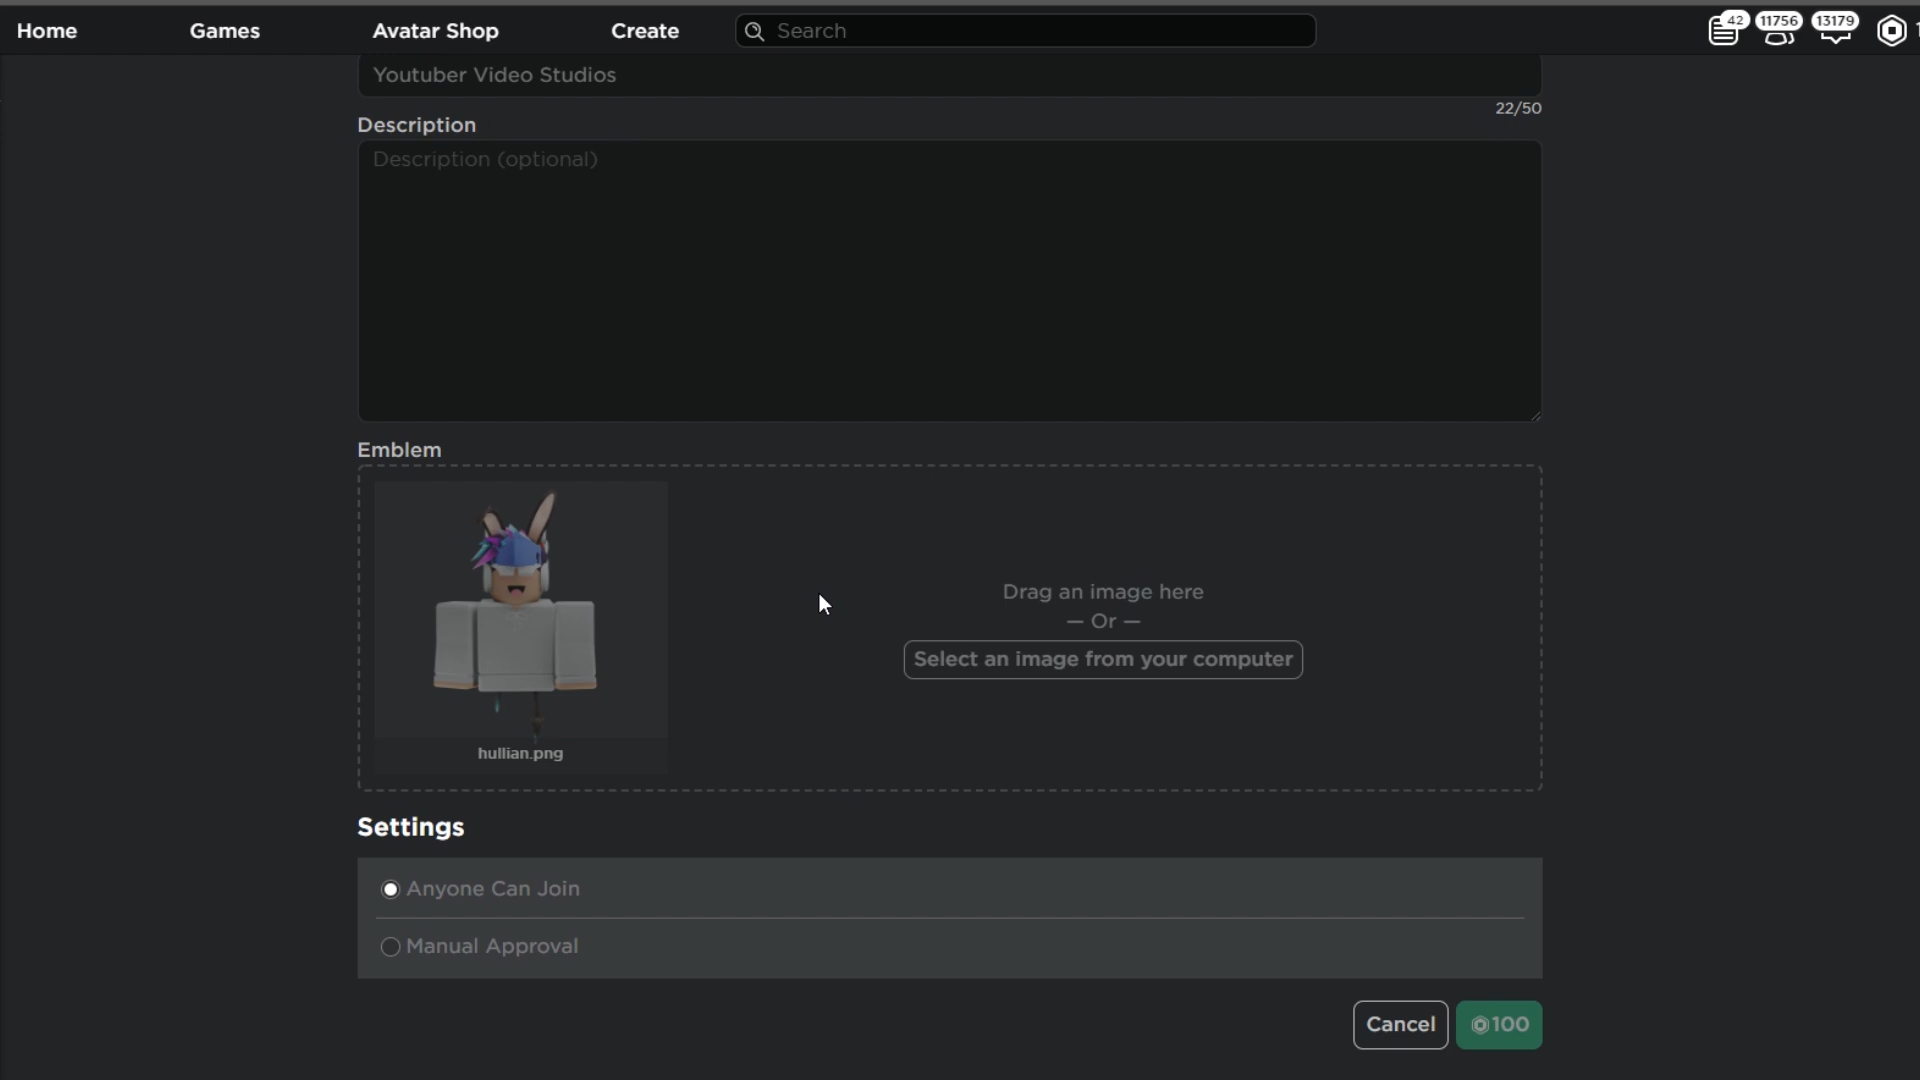 Home Games Avatar Shop Create Search 42 11756 13179
Youtuber Video Studios
22/50
Description
Description (optional)
Emblem
Drag an image here
— Or —
Select an image from your computer
hullian.png
Settings
Anyone Can Join
Manual Approval
Cancel 100